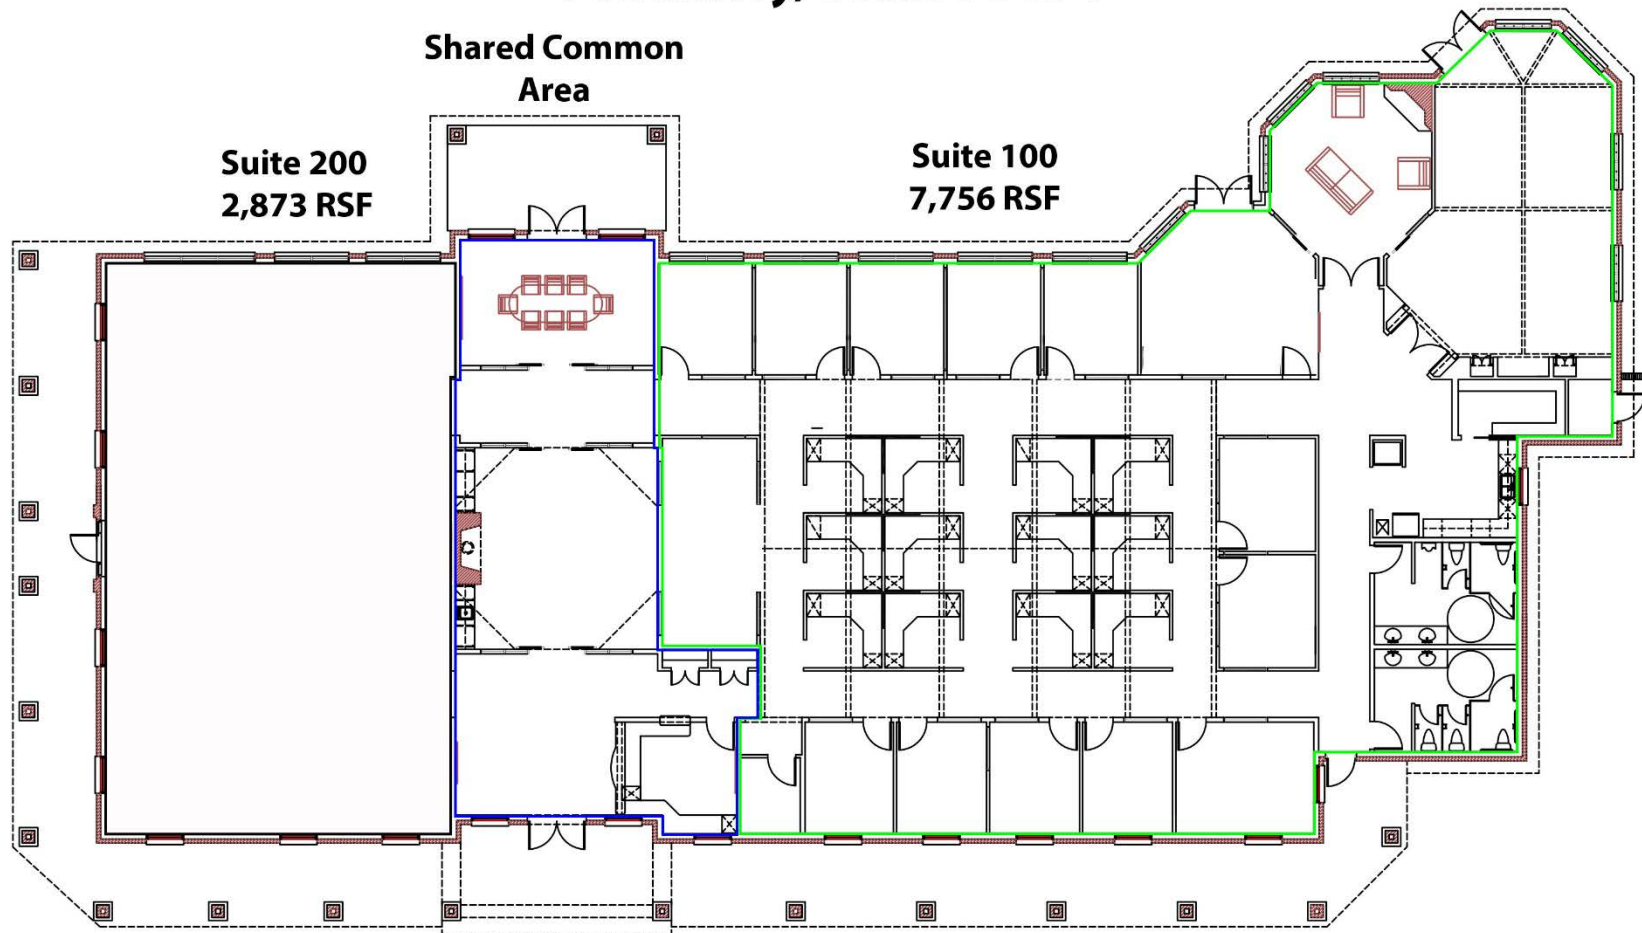 Shared Common
Area
Suite 200
2,873 RSF
Suite 100
7,756 RSF